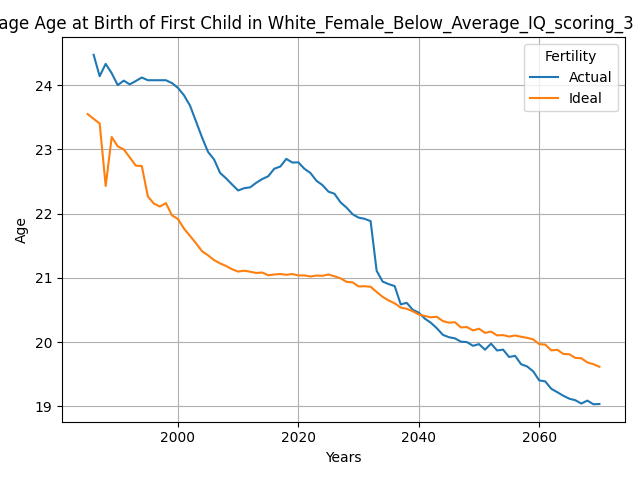 age Age at Birth of First Child in White_Female_Below_Average_IQ_scoring_3
Fertility
Actual
Ideal
24
23
22
21
20
19
Age
2000
2020
2040
2060
Years